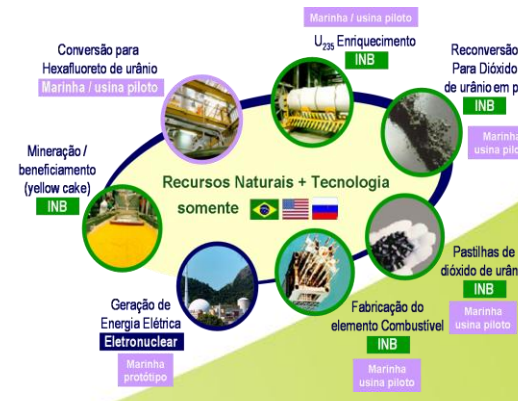 Marinha / usina piloto
U235 Enriquecimento
INB
Conversão para
Hexafluoreto de urânio
Marinha / usina piloto
Reconversão
Para Dióxido
de urânio em p
INB
Marinha
usina pilo
Mineração /
beneficiamento
(yellow cake)
INB
Recursos Naturais + Tecnologia
somente
Pastilhas de
dióxido de urân
INB
Marinha
usina piloto
Geração de
Energia Elétrica
Eletronuclear
Marinha
protótipo
Fabricação do
elemento Combustível
INB
Marinha
usina piloto